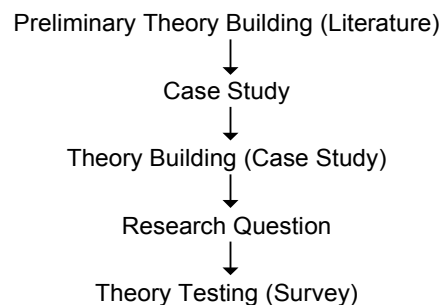 Preliminary Theory Building (Literature)
Case Study
Theory Building (Case Study)
Research Question
Theory Testing (Survey)